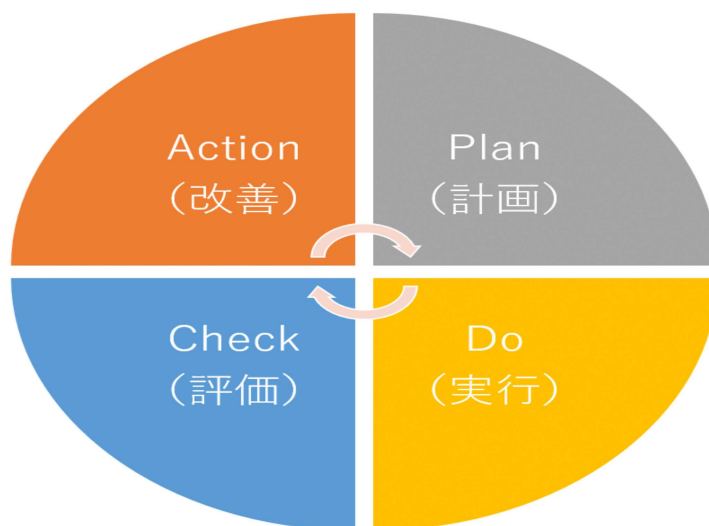 Action
（改善）
Plan
（計画）
Check
（評価）
Do
（実行）